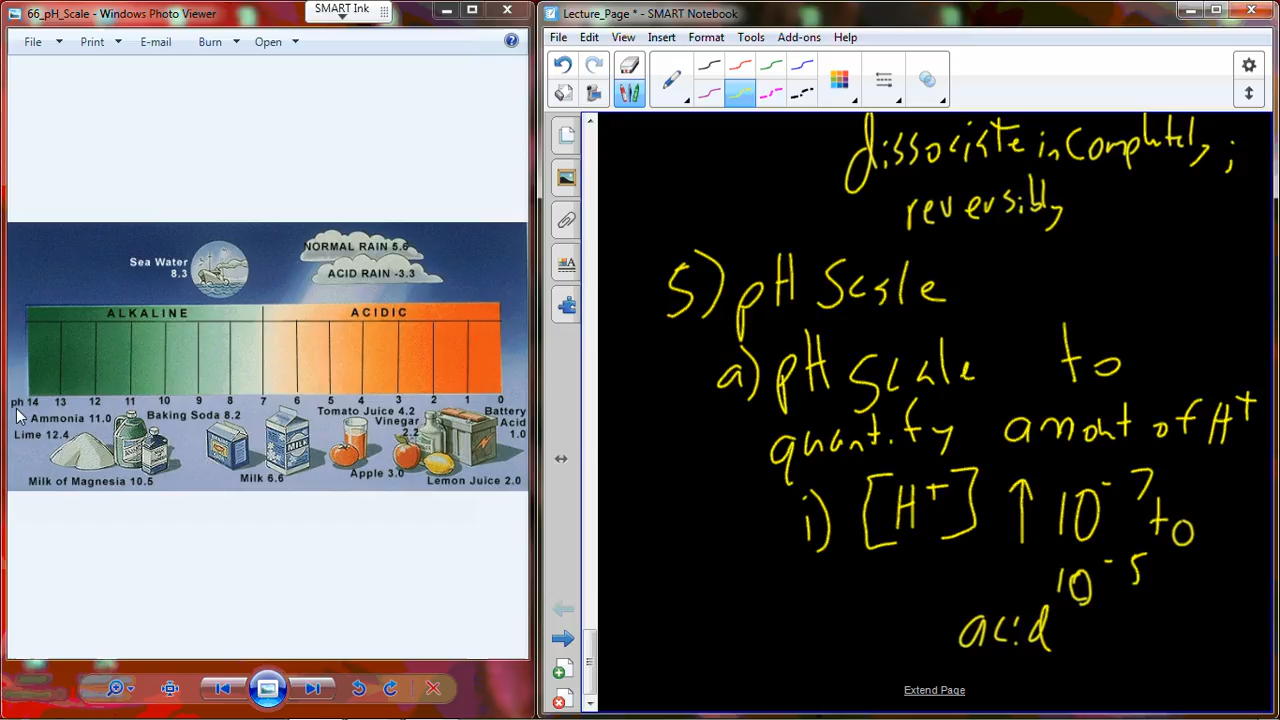 66_pH_Scale - Windows Photo Viewer
SMART Ink
File Print E-mail Burn Open
Sea Water
8.3
NORMAL RAIN 5.6
ACID RAIN -3.3
ALKALINE ACIDIC
ph 14 13 12 11 10 9 8 7 6 5 4 3 2 1 0
Ammonia 11.0
Baking Soda 8.2
Tomato Juice 4.2
Battery
Acid
1.0
Vinegar
2.2
Lime 12.4
MILK
Milk of Magnesia 10.5
Milk 6.6
Apple 3.0
Lemon Juice 2.0
Lecture_Page * - SMART Notebook
File Edit View Insert Format Tools Add-ons Help
dissociate incompletely;
reversibly
5) pH Scale
a) pH Scale to
quantify amount of H+
i) [H+] ↑ 10-7 to
10-5
acid
Extend Page